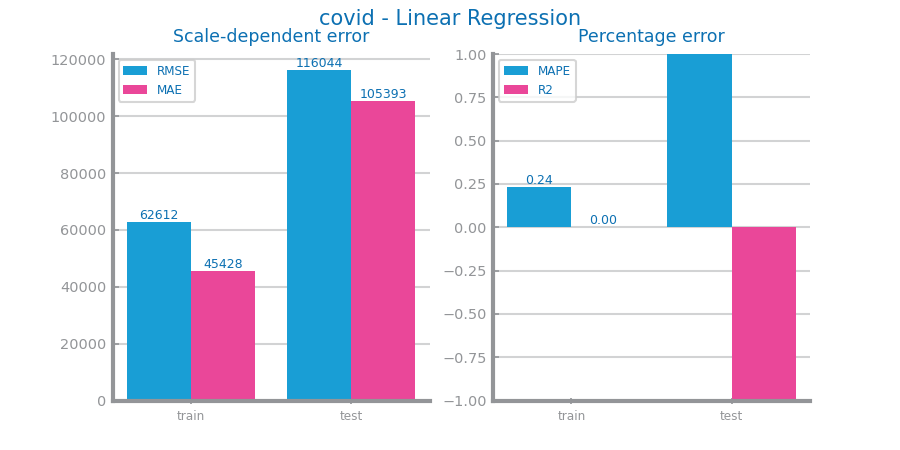 covid - Linear Regression
Scale-dependent error
120000
100000
80000
60000
40000
20000
0
RMSE
MAE
62612
45428
116044
105393
train
test
Percentage error
1.00
0.75
0.50
0.25
0.00
−0.25
−0.50
−0.75
−1.00
MAPE
R2
0.24
0.00
train
test